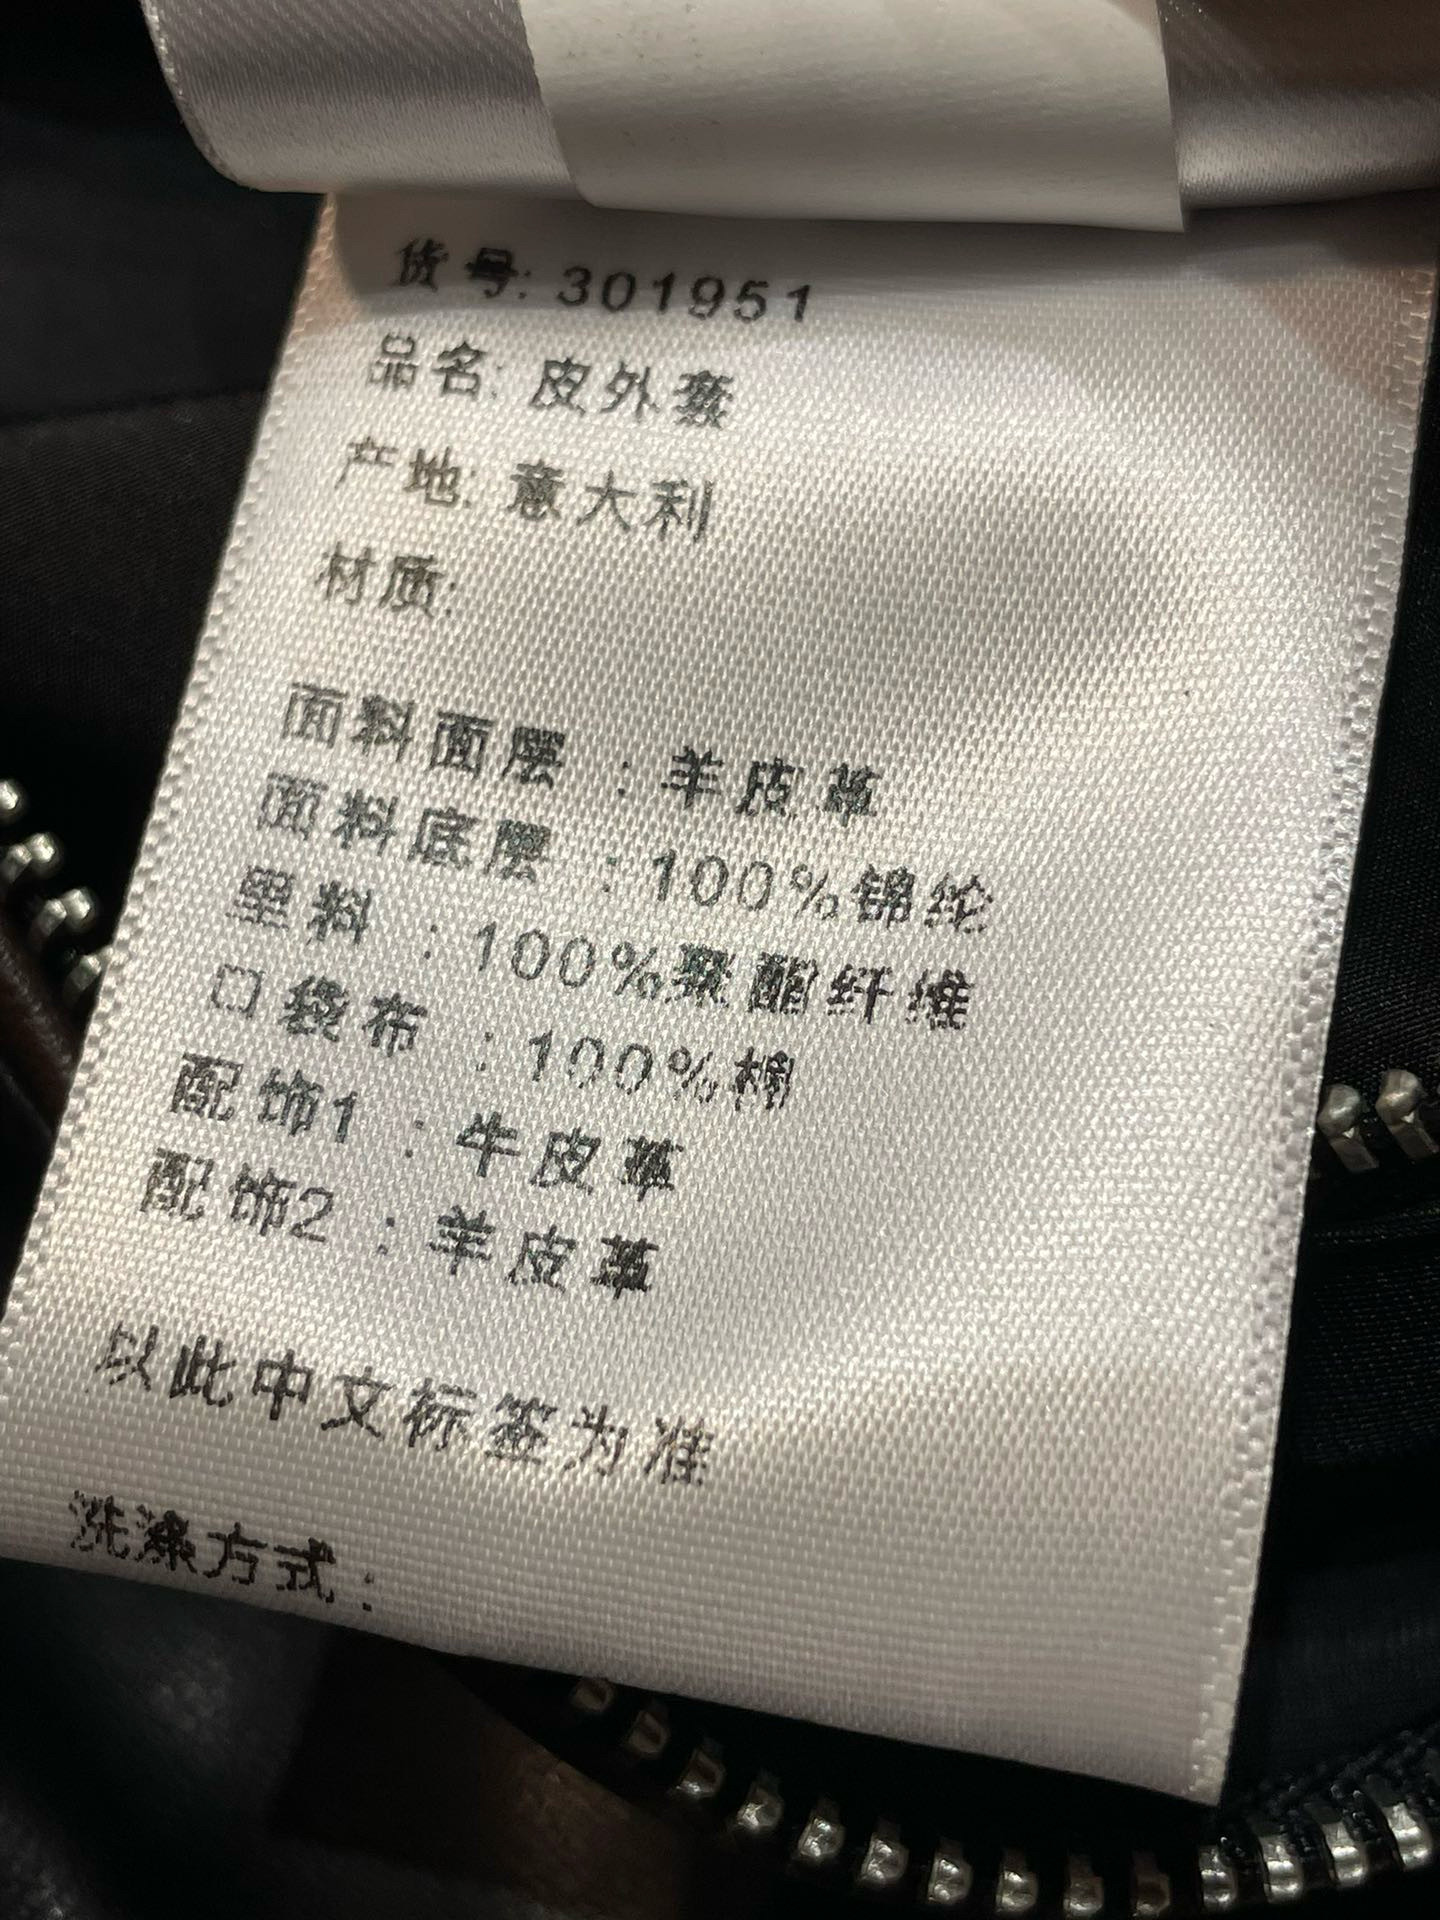 货号: 301951
品名: 皮外套
产地: 意大利
材质:
面料面层 : 羊皮革
面料底层 : 100%锦纶
里料 : 100%聚酯纤维
口袋布 : 100%棉
配饰1 : 牛皮革
配饰2 : 羊皮革
以此中文标签为准
洗涤方式 :